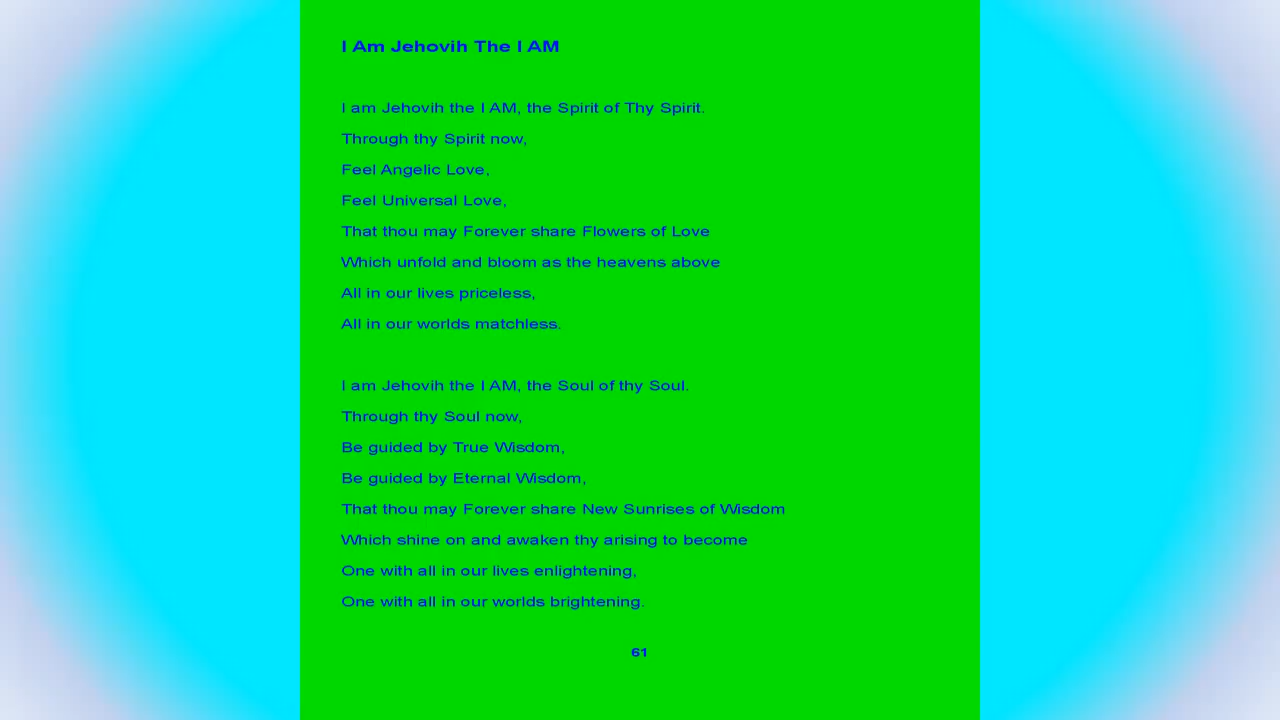 I Am Jehovih The I AM
I am Jehovih the I AM, the Spirit of Thy Spirit.
Through thy Spirit now,
Feel Angelic Love,
Feel Universal Love,
That thou may Forever share Flowers of Love
Which unfold and bloom as the heavens above
All in our lives priceless,
All in our worlds matchless.
I am Jehovih the I AM, the Soul of thy Soul.
Through thy Soul now,
Be guided by True Wisdom,
Be guided by Eternal Wisdom,
That thou may Forever share New Sunrises of Wisdom
Which shine on and awaken thy arising to become
One with all in our lives enlightening,
One with all in our worlds brightening.
61